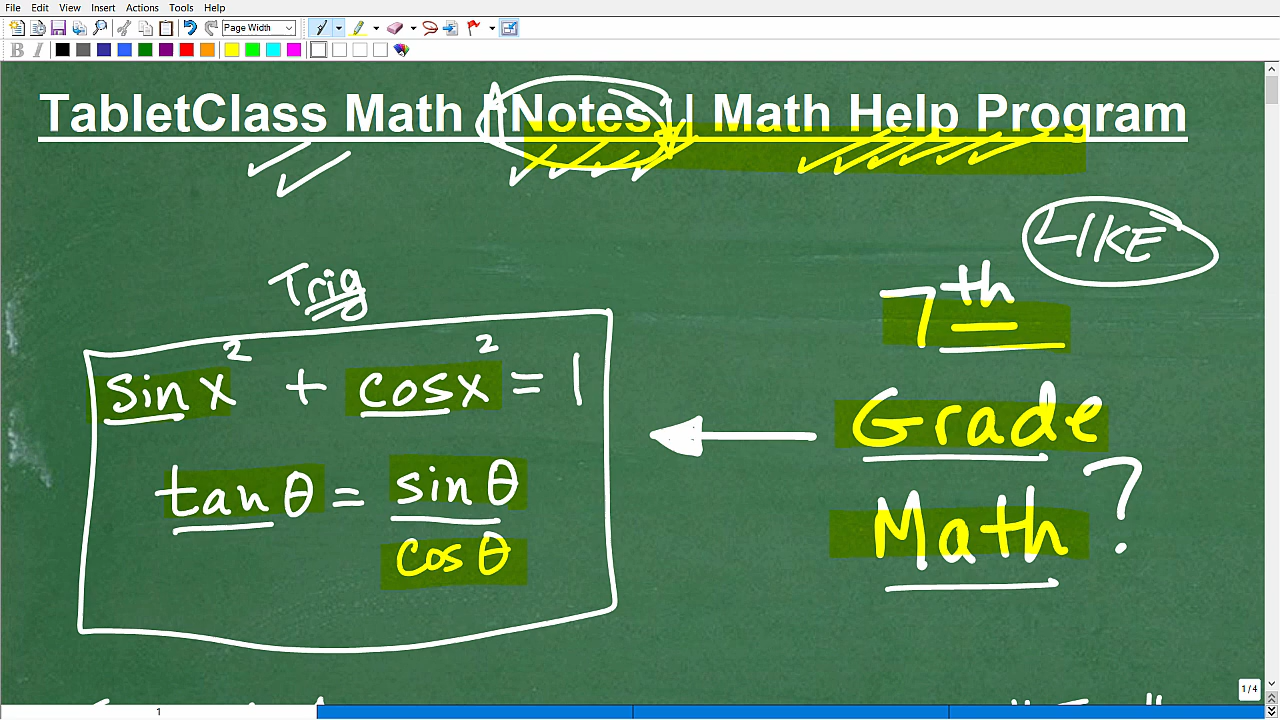 File Edit View Insert Actions Tools Help
Page Width
B I
TabletClass Math | Notes | Math Help Program
LIKE
Trig
7th
sin x² + cos x² = 1
Grade
tan θ = sin θ
cos θ
Math ?
1/4
1